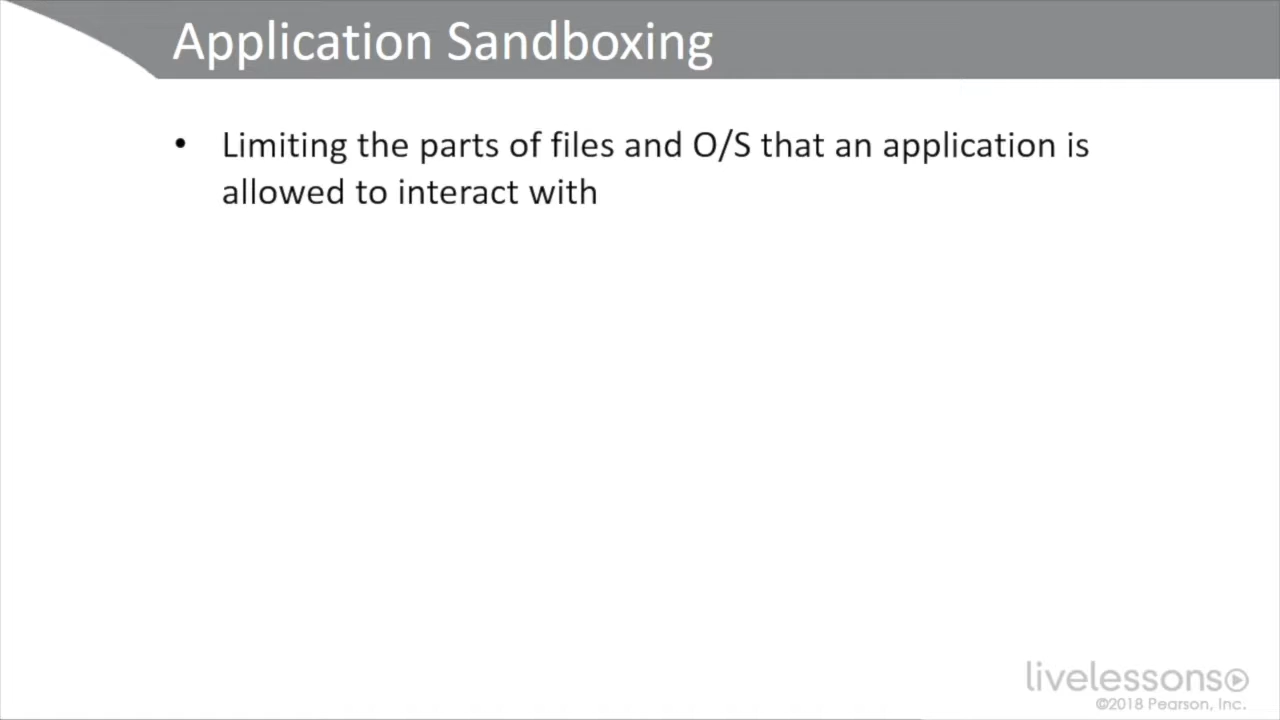 Application Sandboxing
• Limiting the parts of files and O/S that an application is
allowed to interact with
livelessons
©2018 Pearson, Inc.